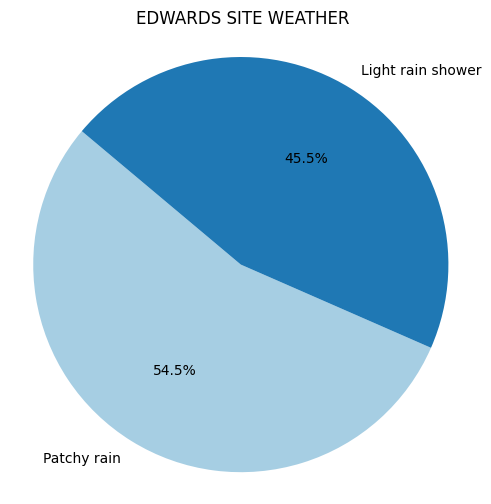 EDWARDS SITE WEATHER
Light rain shower
45.5%
54.5%
Patchy rain